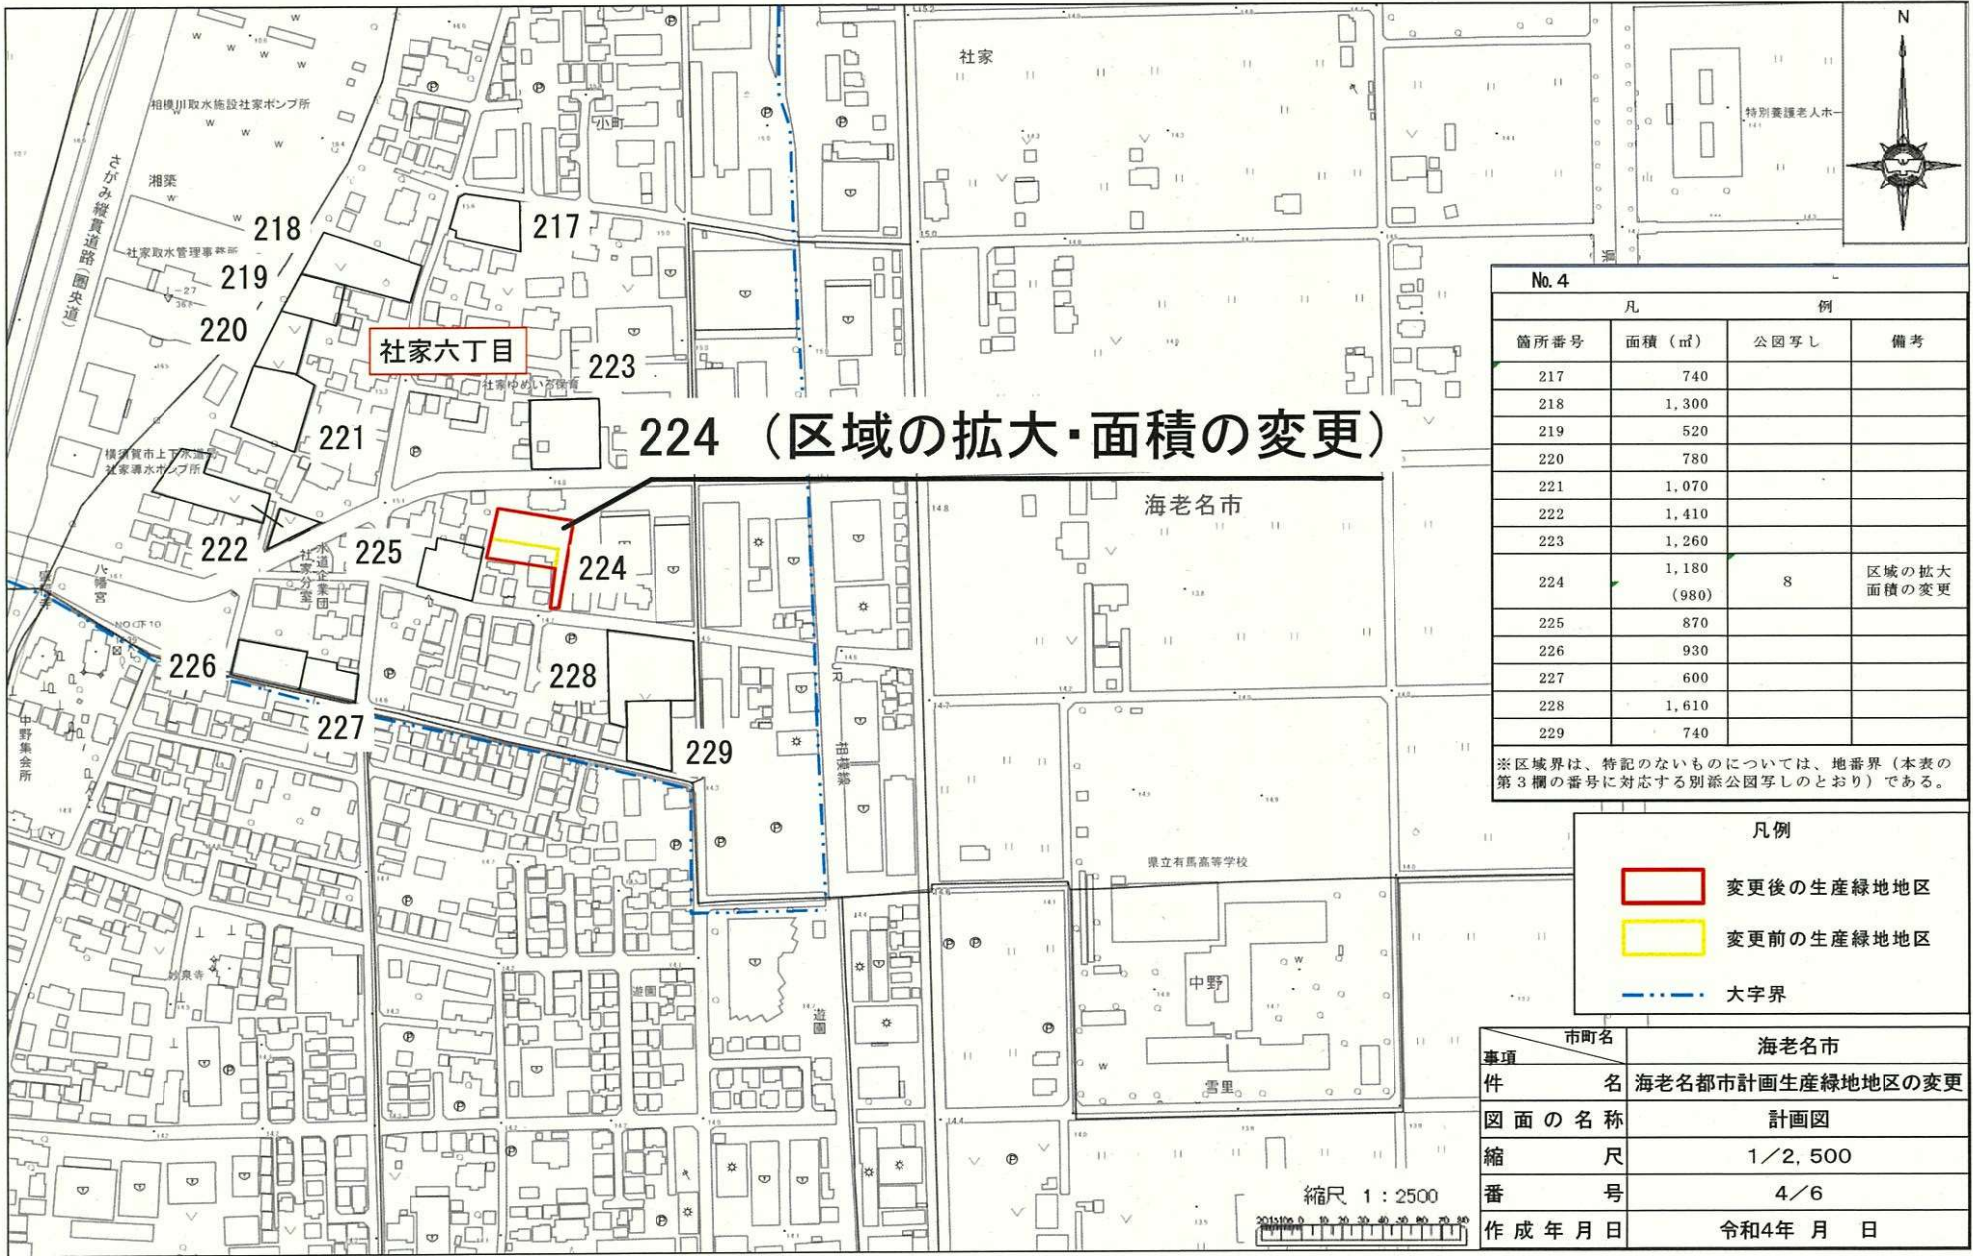 社家
N
相模川取水施設社家ポンプ所
小町
特別養護老人ホー
さがみ縦貫道路(圏央道)
湘築
218
217
社家取水管理事務所
219
220
社家六丁目
223
社家ゆめいろ保育
224 (区域の拡大・面積の変更)
221
横須賀市上下水道局
社家導水ポンプ所
海老名市
222
225
224
水道企業団
社家分室
八幡宮
226
228
227
229
JR
相模線
中野集会所
県立有馬高等学校
妙泉寺
遊園
遊園
中野
雪里
縮尺 1:2500
No. 4
凡 例
箇所番号 面積(㎡) 公図写し 備考
217 740
218 1,300
219 520
220 780
221 1,070
222 1,410
223 1,260
224 1,180 (980) 8 区域の拡大 面積の変更
225 870
226 930
227 600
228 1,610
229 740
※区域界は、特記のないものについては、地番界(本表の
第3欄の番号に対応する別添公図写しのとおり)である。
凡例
変更後の生産緑地地区
変更前の生産緑地地区
大字界
事項 市町名 海老名市
件名 海老名都市計画生産緑地地区の変更
図面の名称 計画図
縮尺 1/2,500
番号 4/6
作成年月日 令和4年 月 日